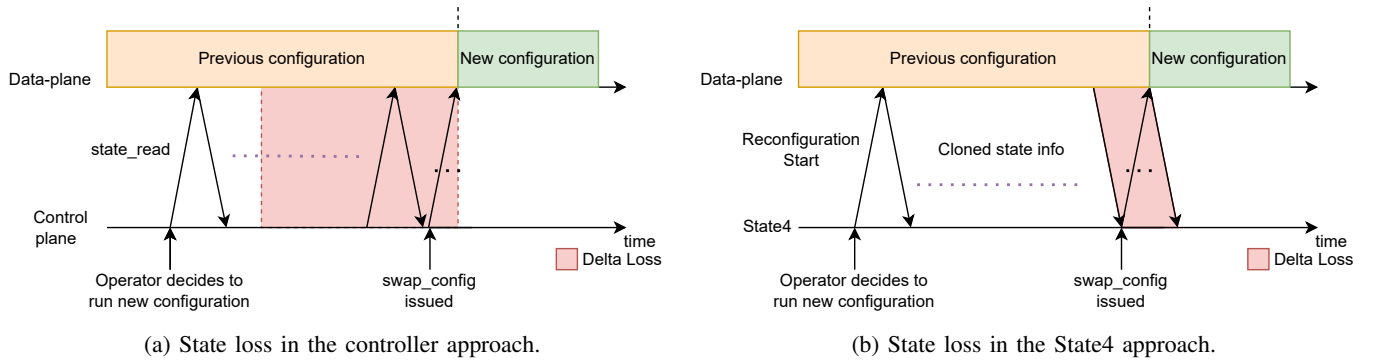 Previous configuration
New configuration
Data-plane
state_read
Control
plane
time
Delta Loss
Operator decides to
run new configuration
swap_config
issued
(a) State loss in the controller approach.
Previous configuration
New configuration
Data-plane
Reconfiguration
Start
Cloned state info
State4
time
Delta Loss
Operator decides to
run new configuration
swap_config
issued
(b) State loss in the State4 approach.